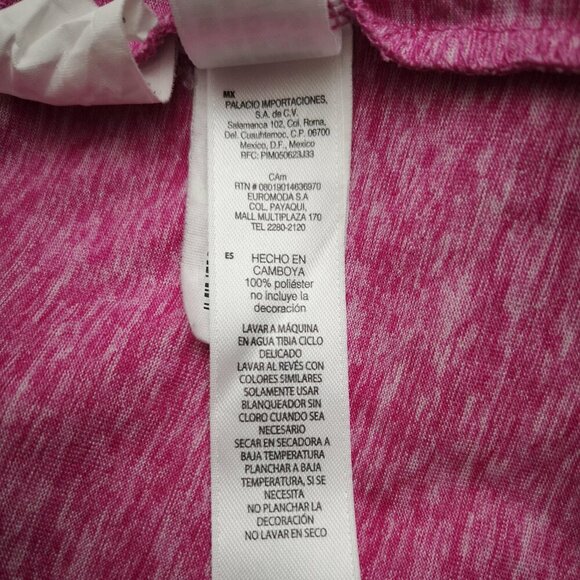 MX
PALACIO IMPORTACIONES,
S.A. de C.V.
Salamanca 102, Col. Roma,
Del. Cuauhtemoc, C.P. 06700
Mexico, D.F., Mexico
RFC: PIM050623J33
CAm
RTN # 08019014636970
EUROMODA S.A
COL. PAYAQUI,
MALL MULTIPLAZA 170
TEL 2280-2120
ES
HECHO EN
CAMBOYA
100% poliéster
no incluye la
decoración
LAVAR A MÁQUINA
EN AGUA TIBIA CICLO
DELICADO
LAVAR AL REVÉS CON
COLORES SIMILARES
SOLAMENTE USAR
BLANQUEADOR SIN
CLORO CUANDO SEA
NECESARIO
SECAR EN SECADORA A
BAJA TEMPERATURA
PLANCHAR A BAJA
TEMPERATURA, SI SE
NECESITA
NO PLANCHAR LA
DECORACIÓN
NO LAVAR EN SECO